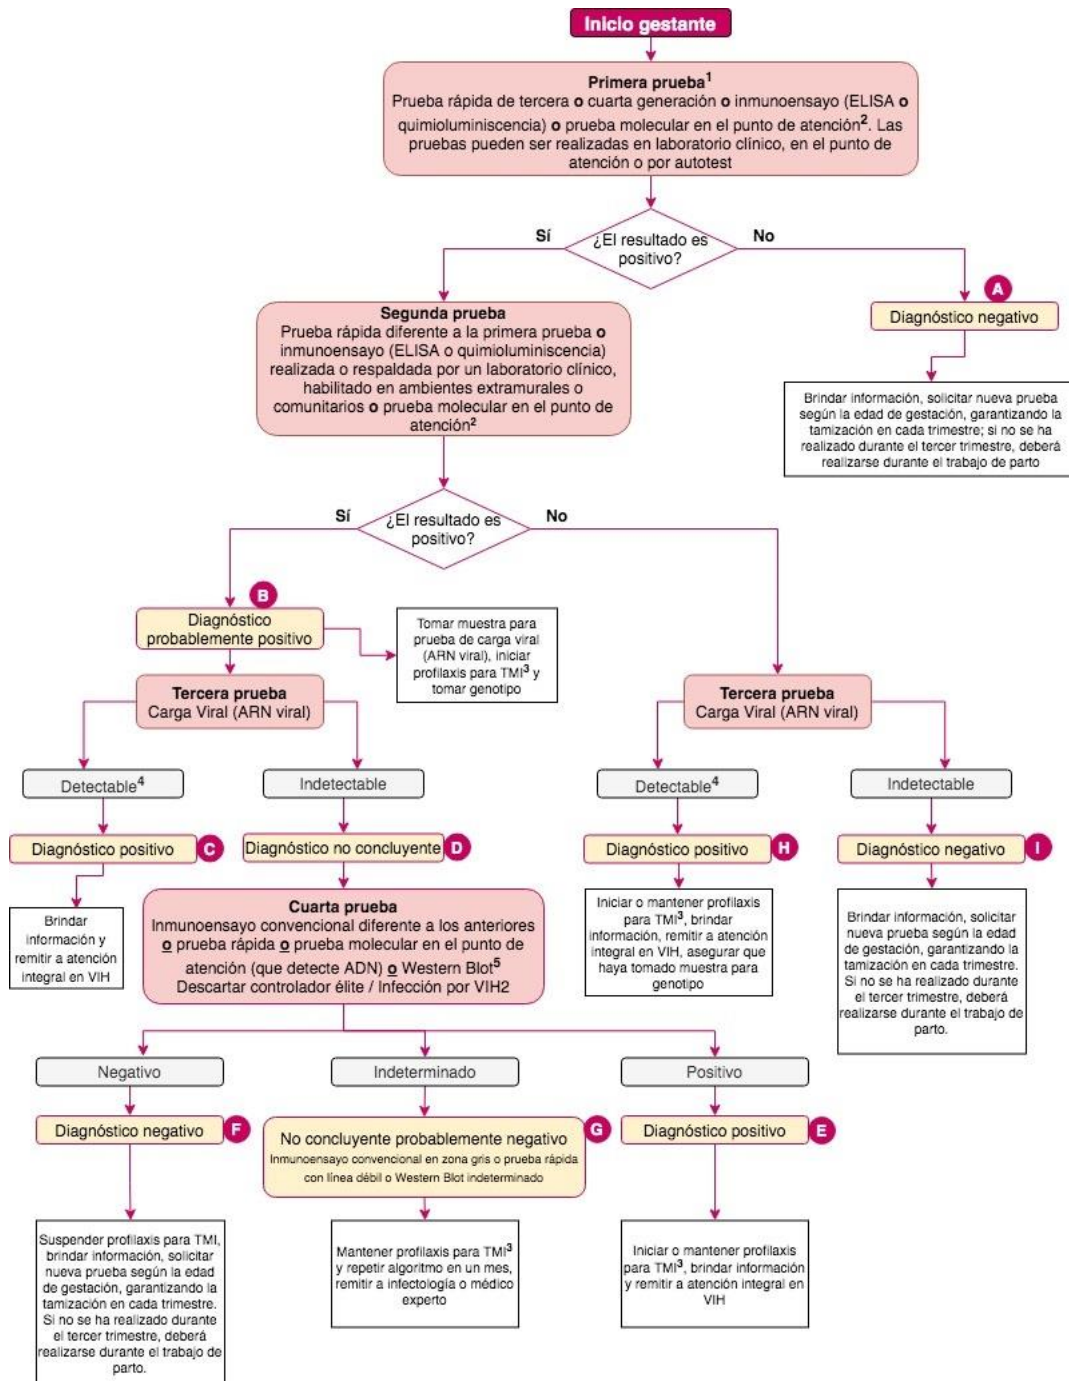 Inicio gestante
Primera prueba¹
Prueba rápida de tercera o cuarta generación o inmunoensayo (ELISA o
quimioluminiscencia) o prueba molecular en el punto de atención². Las
pruebas pueden ser realizadas en laboratorio clínico, en el punto de
atención o por autotest
¿El resultado es
positivo?
Sí
No
A
Diagnóstico negativo
Brindar información, solicitar nueva prueba
según la edad de gestación, garantizando la
tamización en cada trimestre; si no se ha
realizado durante el tercer trimestre, deberá
realizarse durante el trabajo de parto
Segunda prueba
Prueba rápida diferente a la primera prueba o
inmunoensayo (ELISA o quimioluminiscencia)
realizada o respaldada por un laboratorio clínico,
habilitado en ambientes extramurales o
comunitarios o prueba molecular en el punto de
atención²
¿El resultado es
positivo?
Sí
No
B
Diagnóstico
probablemente positivo
Tomar muestra para
prueba de carga viral
(ARN viral), iniciar
profilaxis para TMI³ y
tomar genotipo
Tercera prueba
Carga Viral (ARN viral)
Detectable⁴
Indetectable
Diagnóstico positivo
C
Brindar
información y
remitir a atención
integral en VIH
Diagnóstico no concluyente
D
Cuarta prueba
Inmunoensayo convencional diferente a los anteriores
o prueba rápida o prueba molecular en el punto de
atención (que detecte ADN) o Western Blot⁵
Descartar controlador élite / Infección por VIH2
Tercera prueba
Carga Viral (ARN viral)
Detectable⁴
Indetectable
Diagnóstico positivo
H
Iniciar o mantener profilaxis
para TMI³, brindar
información, remitir a atención
integral en VIH, asegurar que
haya tomado muestra para
genotipo
Diagnóstico negativo
I
Brindar información, solicitar
nueva prueba según la edad
de gestación, garantizando la
tamización en cada trimestre.
Si no se ha realizado durante
el tercer trimestre, deberá
realizarse durante el trabajo de
parto.
Negativo
Indeterminado
Positivo
Diagnóstico negativo
F
No concluyente probablemente negativo
G
Inmunoensayo convencional en zona gris o prueba rápida
con línea débil o Western Blot indeterminado
Diagnóstico positivo
E
Suspender profilaxis para TMI,
brindar información, solicitar
nueva prueba según la edad
de gestación, garantizando la
tamización en cada trimestre.
Si no se ha realizado durante
el tercer trimestre, deberá
realizarse durante el trabajo de
parto.
Mantener profilaxis para TMI³
y repetir algoritmo en un mes,
remitir a infectología o médico
experto
Iniciar o mantener profilaxis
para TMI³, brindar información
y remitir a atención integral en
VIH